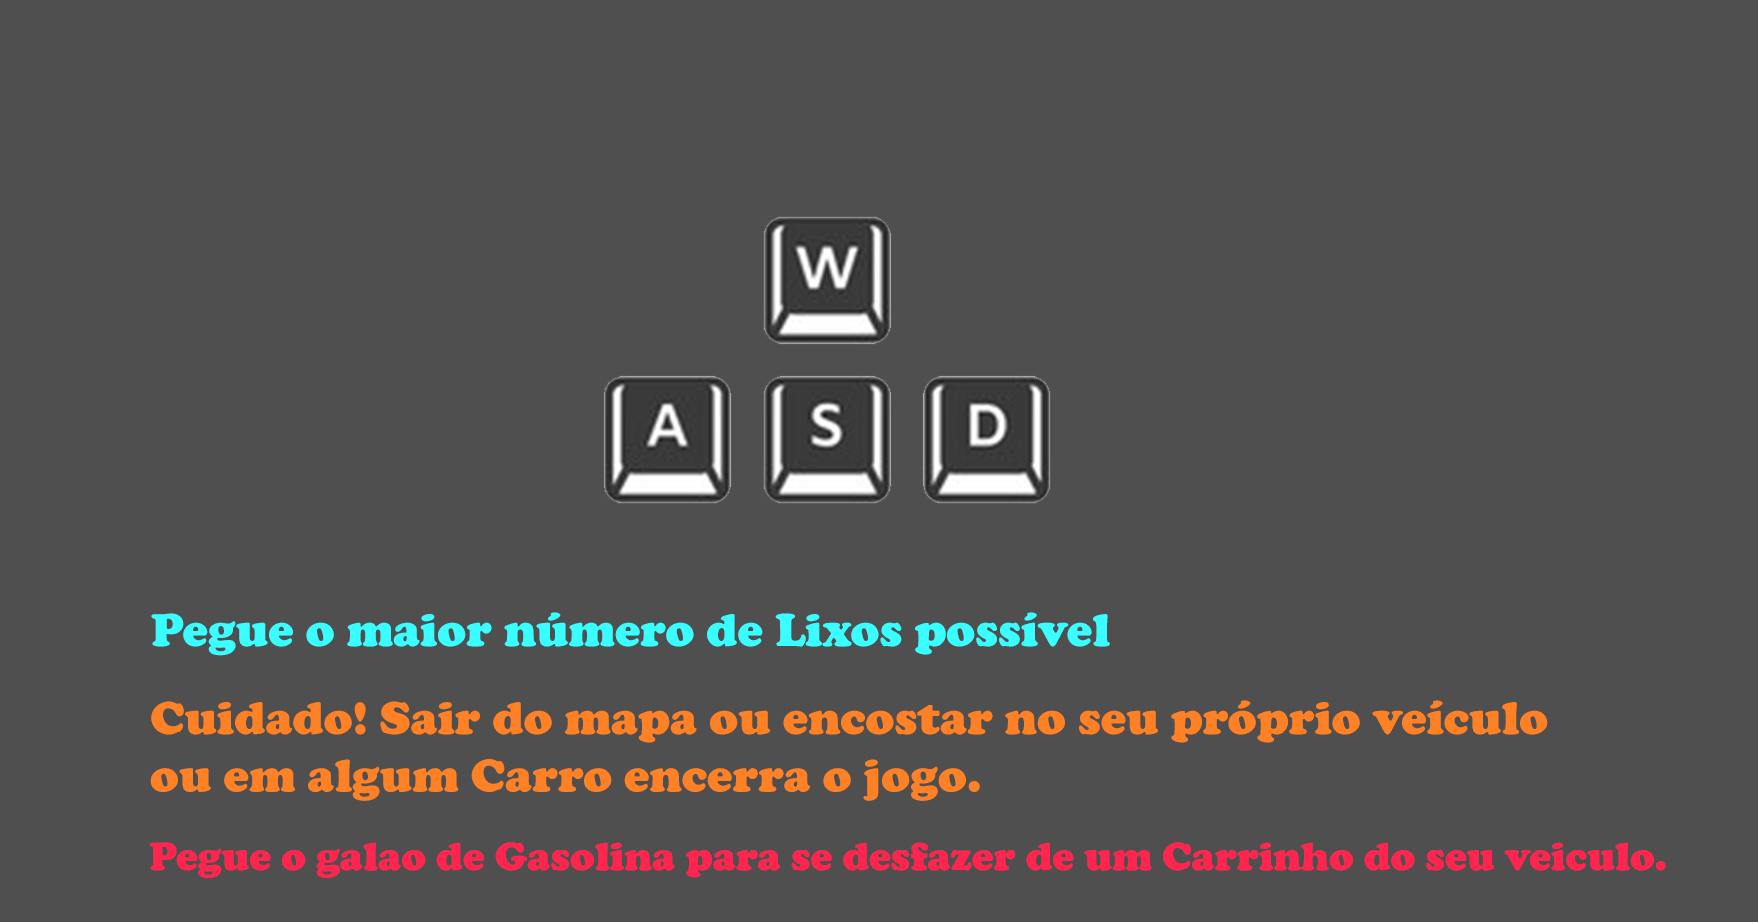 W
A S D
Pegue o maior número de Lixos possível
Cuidado! Sair do mapa ou encostar no seu próprio veículo
ou em algum Carro encerra o jogo.
Pegue o galao de Gasolina para se desfazer de um Carrinho do seu veiculo.